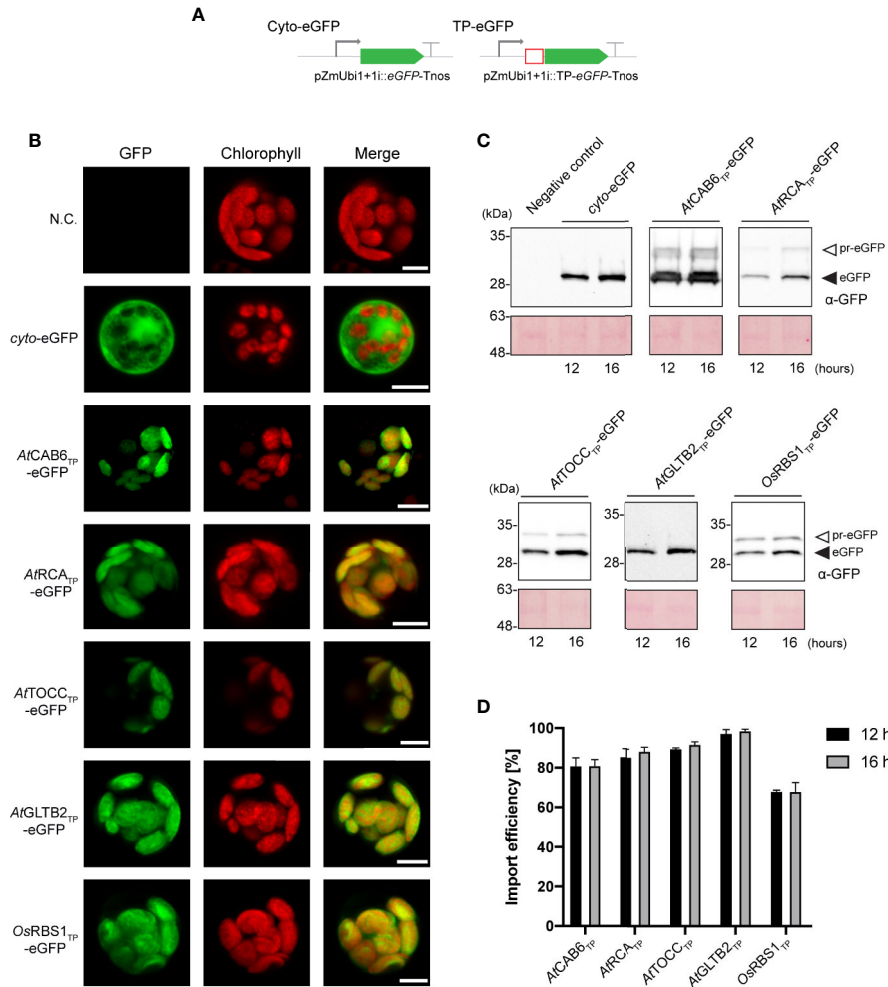 A
Cyto-eGFP
TP-eGFP
pZmUbi1+1i::eGFP-Tnos
pZmUbi1+1i::TP-eGFP-Tnos
B
GFP
Chlorophyll
Merge
N.C.
cyto-eGFP
AtCAB6TP
-eGFP
AtRCATP
-eGFP
AtTOCCTP
-eGFP
AtGLTB2TP
-eGFP
OsRBS1TP
-eGFP
C
Negative control
cyto-eGFP
AtCAB6TP-eGFP
AtRCATP-eGFP
(kDa)
35-
28-
pr-eGFP
eGFP
α-GFP
63-
48-
12 16 12 16 12 16 (hours)
AtTOCCTP-eGFP
AtGLTB2TP-eGFP
OsRBS1TP-eGFP
(kDa)
35-
28-
35-
28-
35-
28-
pr-eGFP
eGFP
α-GFP
63-
48-
12 16 12 16 12 16 (hours)
D
Import efficiency [%]
100
80
60
40
20
0
12 h
16 h
AtCAB6TP
AtRCATP
AtTOCCTP
AtGLTB2TP
OsRBS1TP